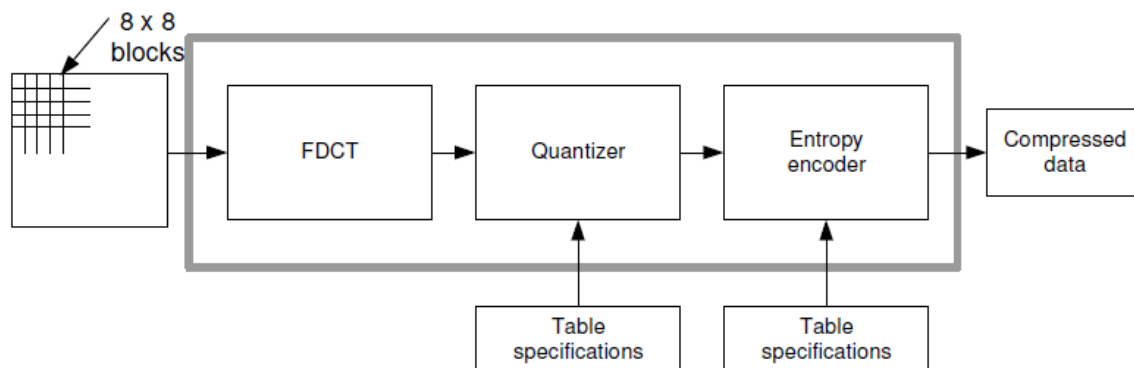 8 x 8
blocks
FDCT
Quantizer
Entropy
encoder
Compressed
data
Table
specifications
Table
specifications